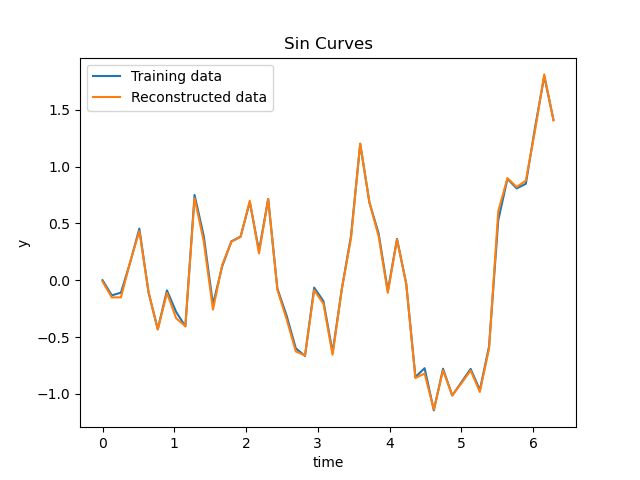 Sin Curves
Training data
Reconstructed data
y
1.5
1.0
0.5
0.0
−0.5
−1.0
0 1 2 3 4 5 6
time